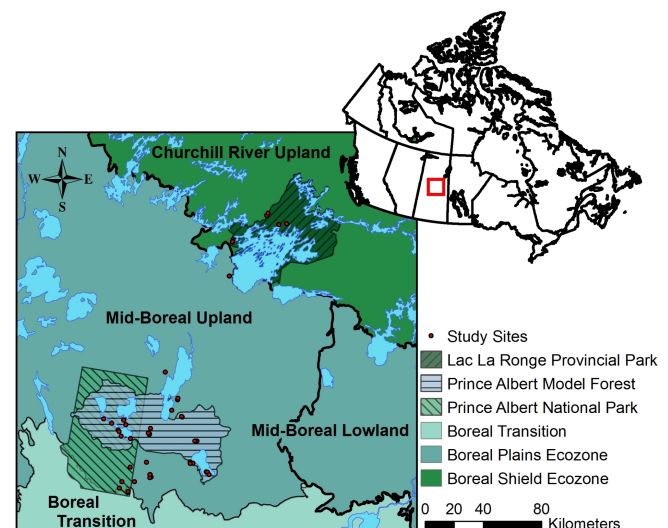 Churchill River Upland
N
W E
S
Mid-Boreal Upland
Mid-Boreal Lowland
Boreal
Transition
Study Sites
Lac La Ronge Provincial Park
Prince Albert Model Forest
Prince Albert National Park
Boreal Transition
Boreal Plains Ecozone
Boreal Shield Ecozone
0 20 40 80
Kilometers